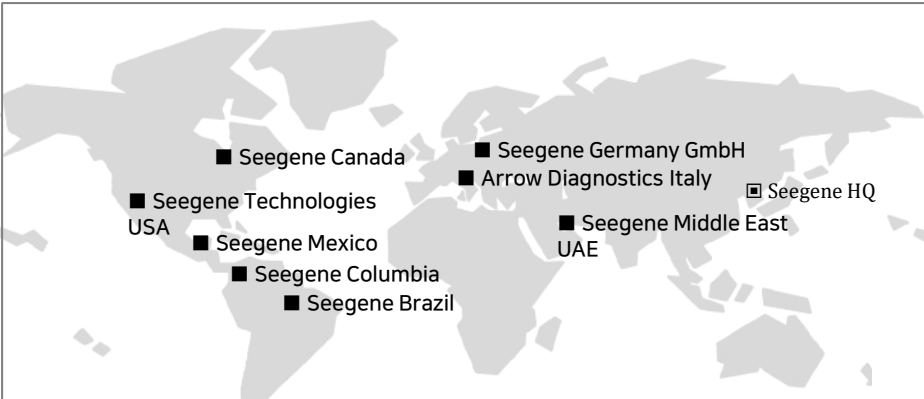 Seegene Canada
Seegene Germany GmbH
Arrow Diagnostics Italy
Seegene HQ
Seegene Technologies
USA
Seegene Middle East
UAE
Seegene Mexico
Seegene Columbia
Seegene Brazil